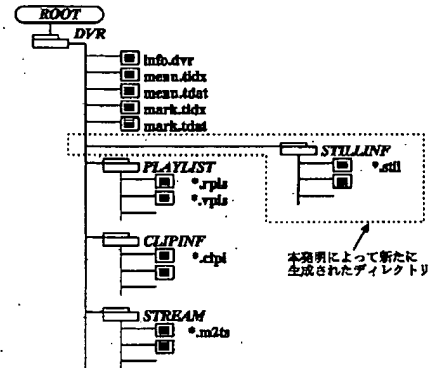 ROOT
DVR
info.dvr
menu.tidx
menu.tdat
mark.tidx
mark.tdat
STILLINF
*.stil
PLAYLIST
*.rpls
*.vpls
CLIPINF
*.clpi
本発明によって新たに
生成されたディレクトリ
STREAM
*.m2ts